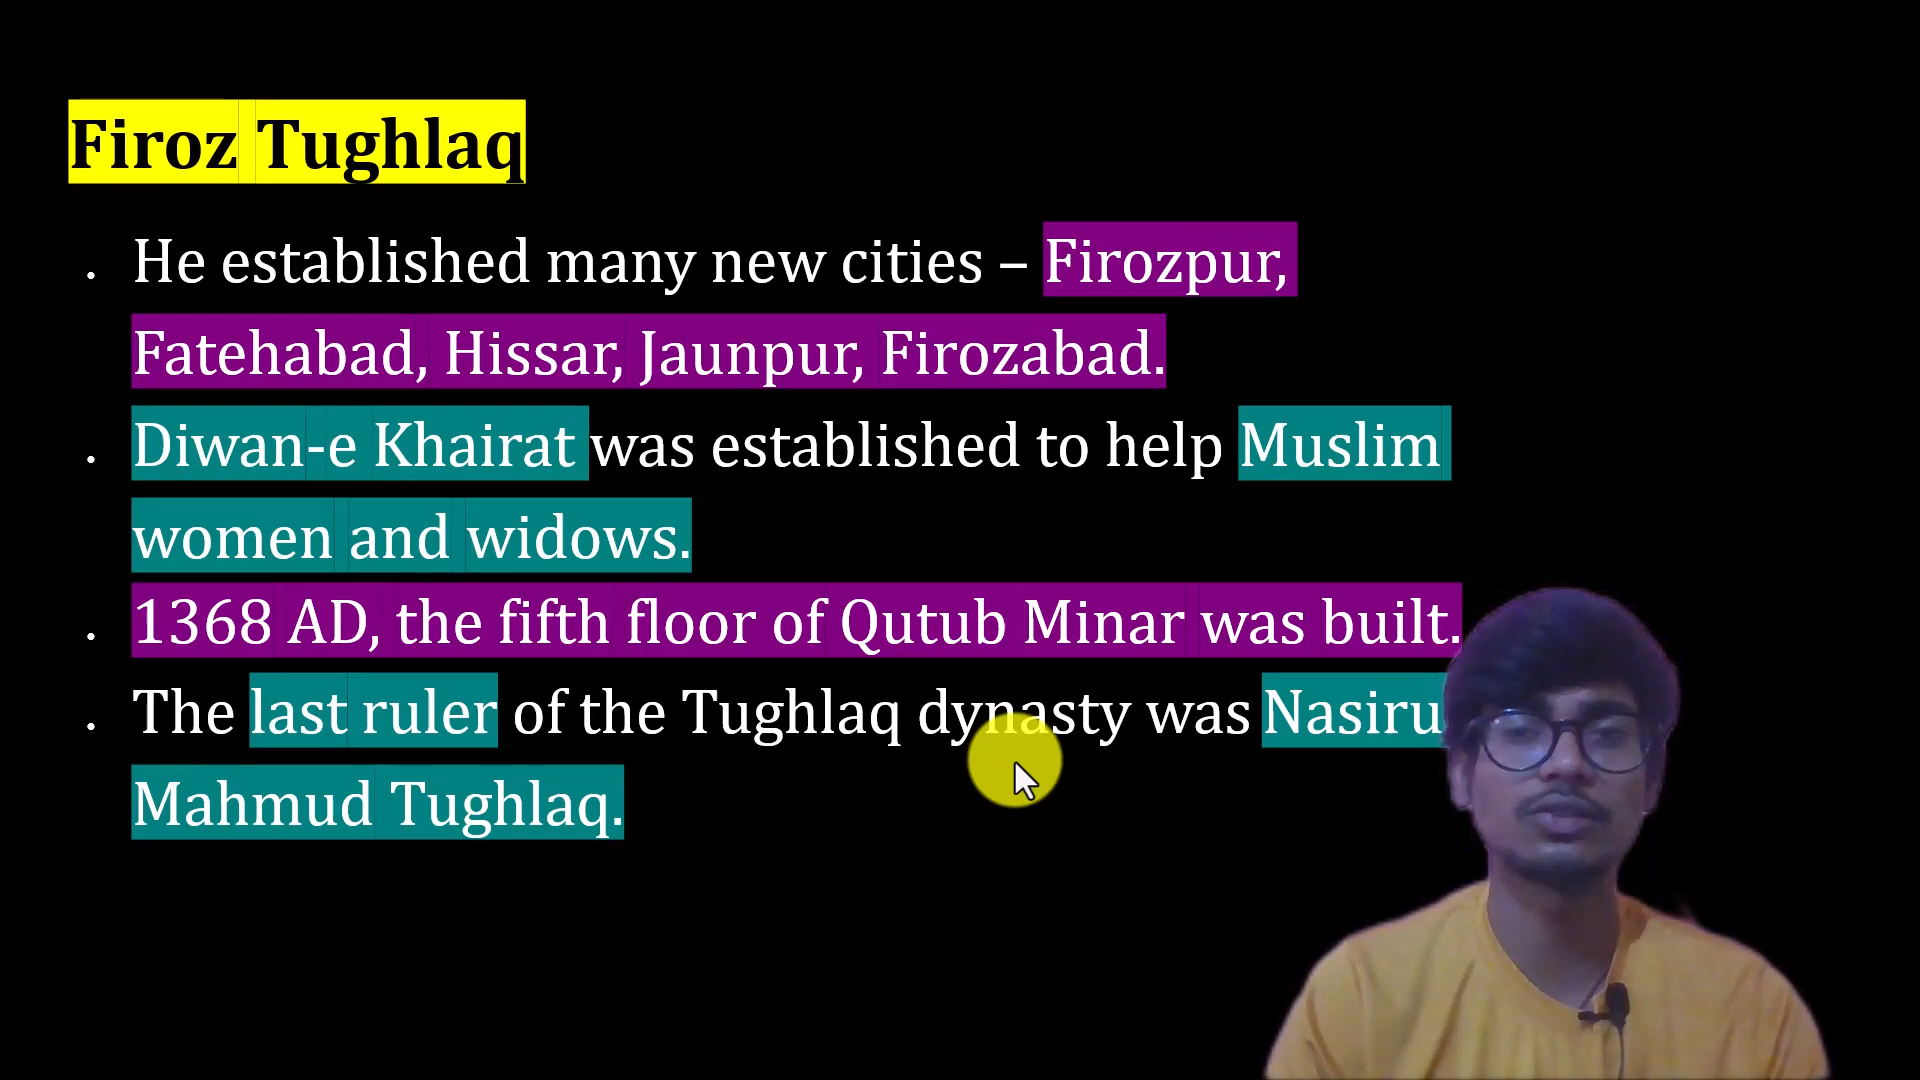 Firoz Tughlaq
. He established many new cities – Firozpur,
Fatehabad, Hissar, Jaunpur, Firozabad.
. Diwan-e Khairat was established to help Muslim
women and widows.
. 1368 AD, the fifth floor of Qutub Minar was built.
. The last ruler of the Tughlaq dynasty was
Mahmud Tughlaq.